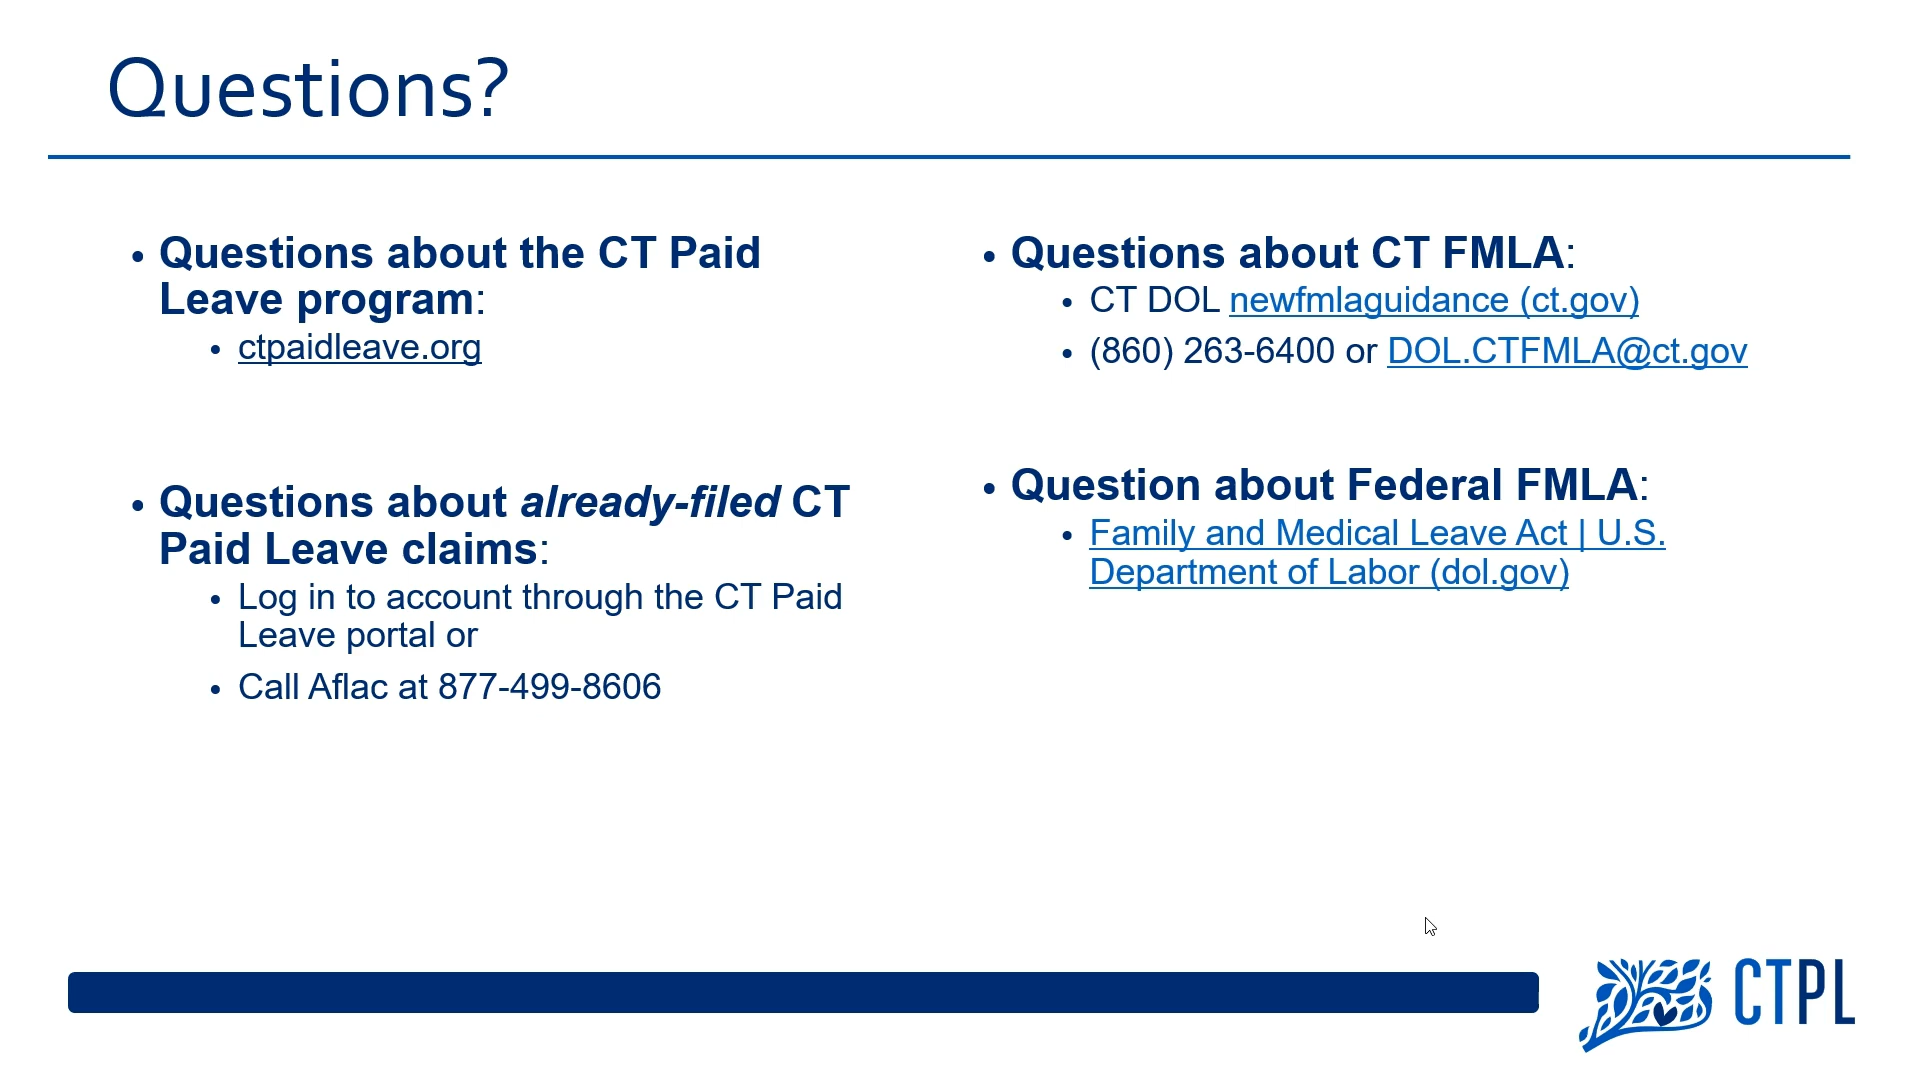 Questions?
• Questions about the CT Paid
Leave program:
• ctpaidleave.org
• Questions about already-filed CT
Paid Leave claims:
• Log in to account through the CT Paid
Leave portal or
• Call Aflac at 877-499-8606
• Questions about CT FMLA:
• CT DOL newfmlaguidance (ct.gov)
• (860) 263-6400 or DOL.CTFMLA@ct.gov
• Question about Federal FMLA:
• Family and Medical Leave Act | U.S.
Department of Labor (dol.gov)
CTPL